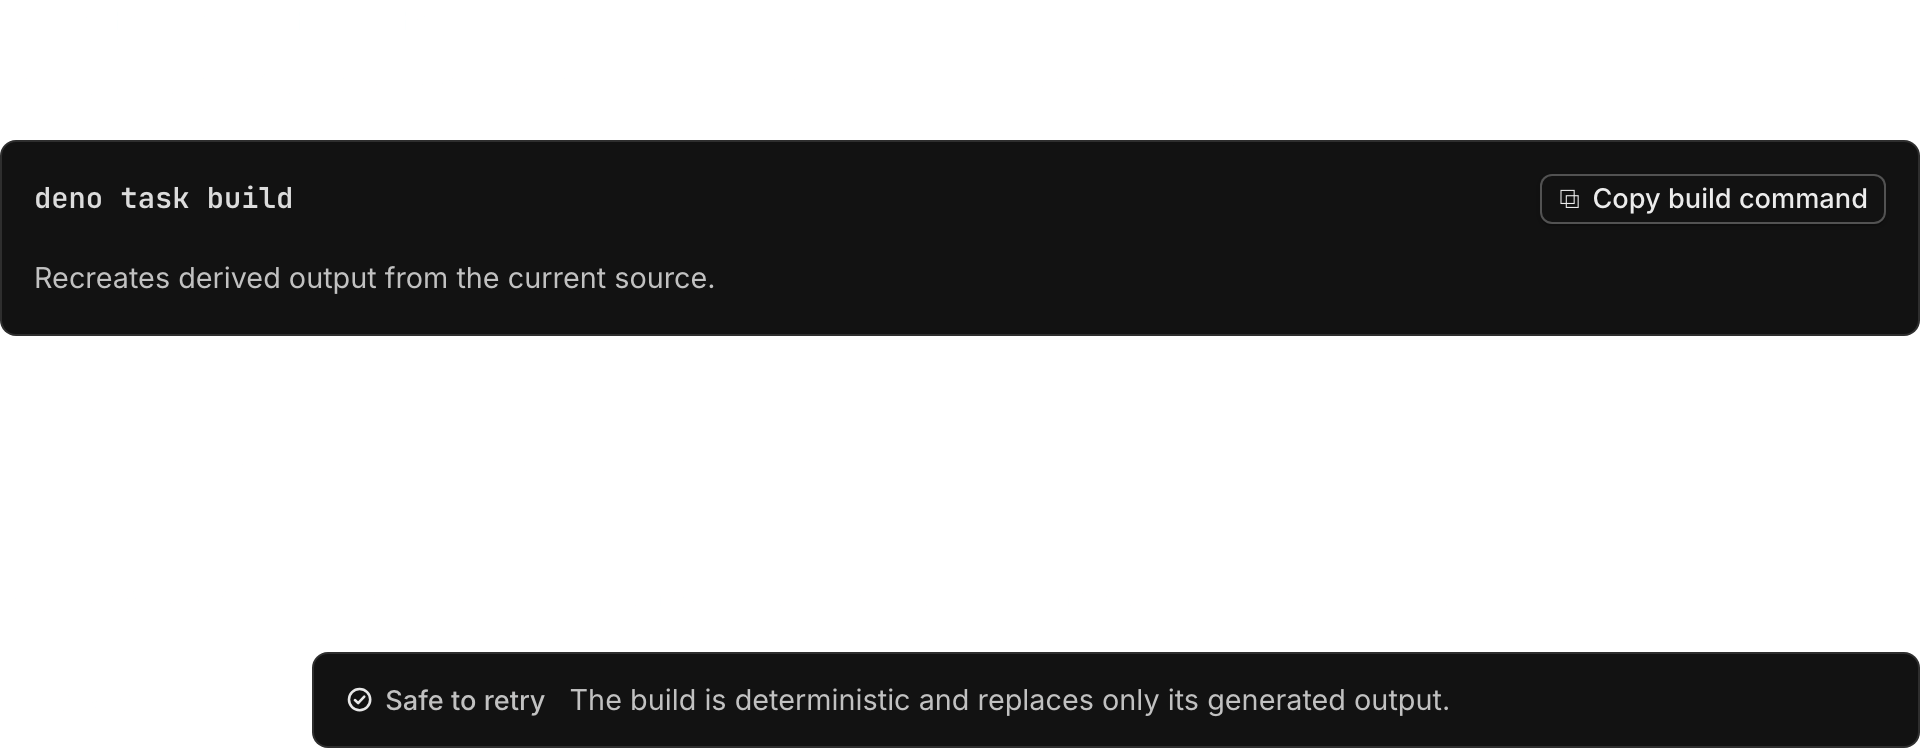 deno task build
Copy build command
Recreates derived output from the current source.
Safe to retry The build is deterministic and replaces only its generated output.